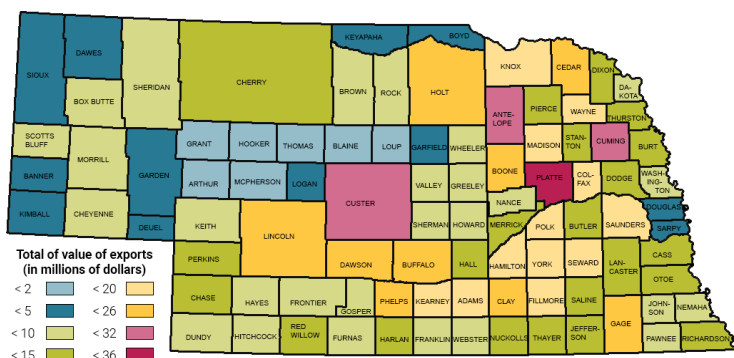 KEYAPAHA
BOYD
DAWES
SIOUX
SHERIDAN
CHERRY
KNOX
CEDAR
DIXON
BOX BUTTE
BROWN
ROCK
HOLT
DA-
KOTA
ANTE-
LOPE
PIERCE
WAYNE
THURSTON
SCOTTS
BLUFF
MORRILL
GRANT
HOOKER
THOMAS
BLAINE
LOUP
GARFIELD
WHEELER
MADISON
STAN-
TON
CUMING
BURT
BANNER
GARDEN
ARTHUR
MCPHERSON
LOGAN
CUSTER
VALLEY
GREELEY
BOONE
PLATTE
COL-
FAX
DODGE
WASH-
ING-
TON
KIMBALL
CHEYENNE
DEUEL
KEITH
LINCOLN
SHERMAN
HOWARD
NANCE
MERRICK
POLK
BUTLER
SAUNDERS
DOUGLAS
SARPY
PERKINS
DAWSON
BUFFALO
HALL
HAMILTON
YORK
SEWARD
LAN-
CASTER
CASS
OTOE
CHASE
HAYES
FRONTIER
GOSPER
PHELPS
KEARNEY
ADAMS
CLAY
FILLMORE
SALINE
JOHN-
SON
NEMAHA
DUNDY
HITCHCOCK
RED
WILLOW
FURNAS
HARLAN
FRANKLIN
WEBSTER
NUCKOLLS
THAYER
JEFFER-
SON
GAGE
PAWNEE
RICHARDSON
Total of value of exports
(in millions of dollars)
< 2
< 20
< 5
< 26
< 10
< 32
< 15
< 36